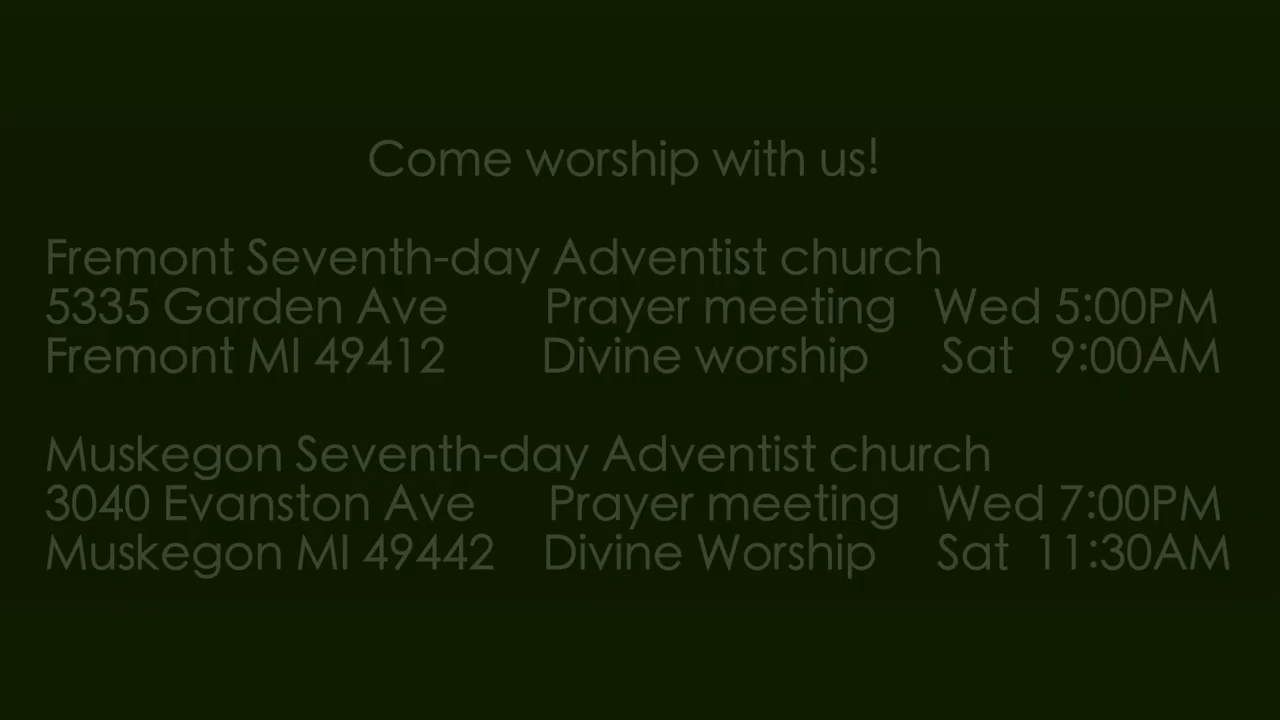 Come worship with us!
Fremont Seventh-day Adventist church
5335 Garden Ave Prayer meeting Wed 5:00PM
Fremont MI 49412 Divine worship Sat 9:00AM
Muskegon Seventh-day Adventist church
3040 Evanston Ave Prayer meeting Wed 7:00PM
Muskegon MI 49442 Divine Worship Sat 11:30AM